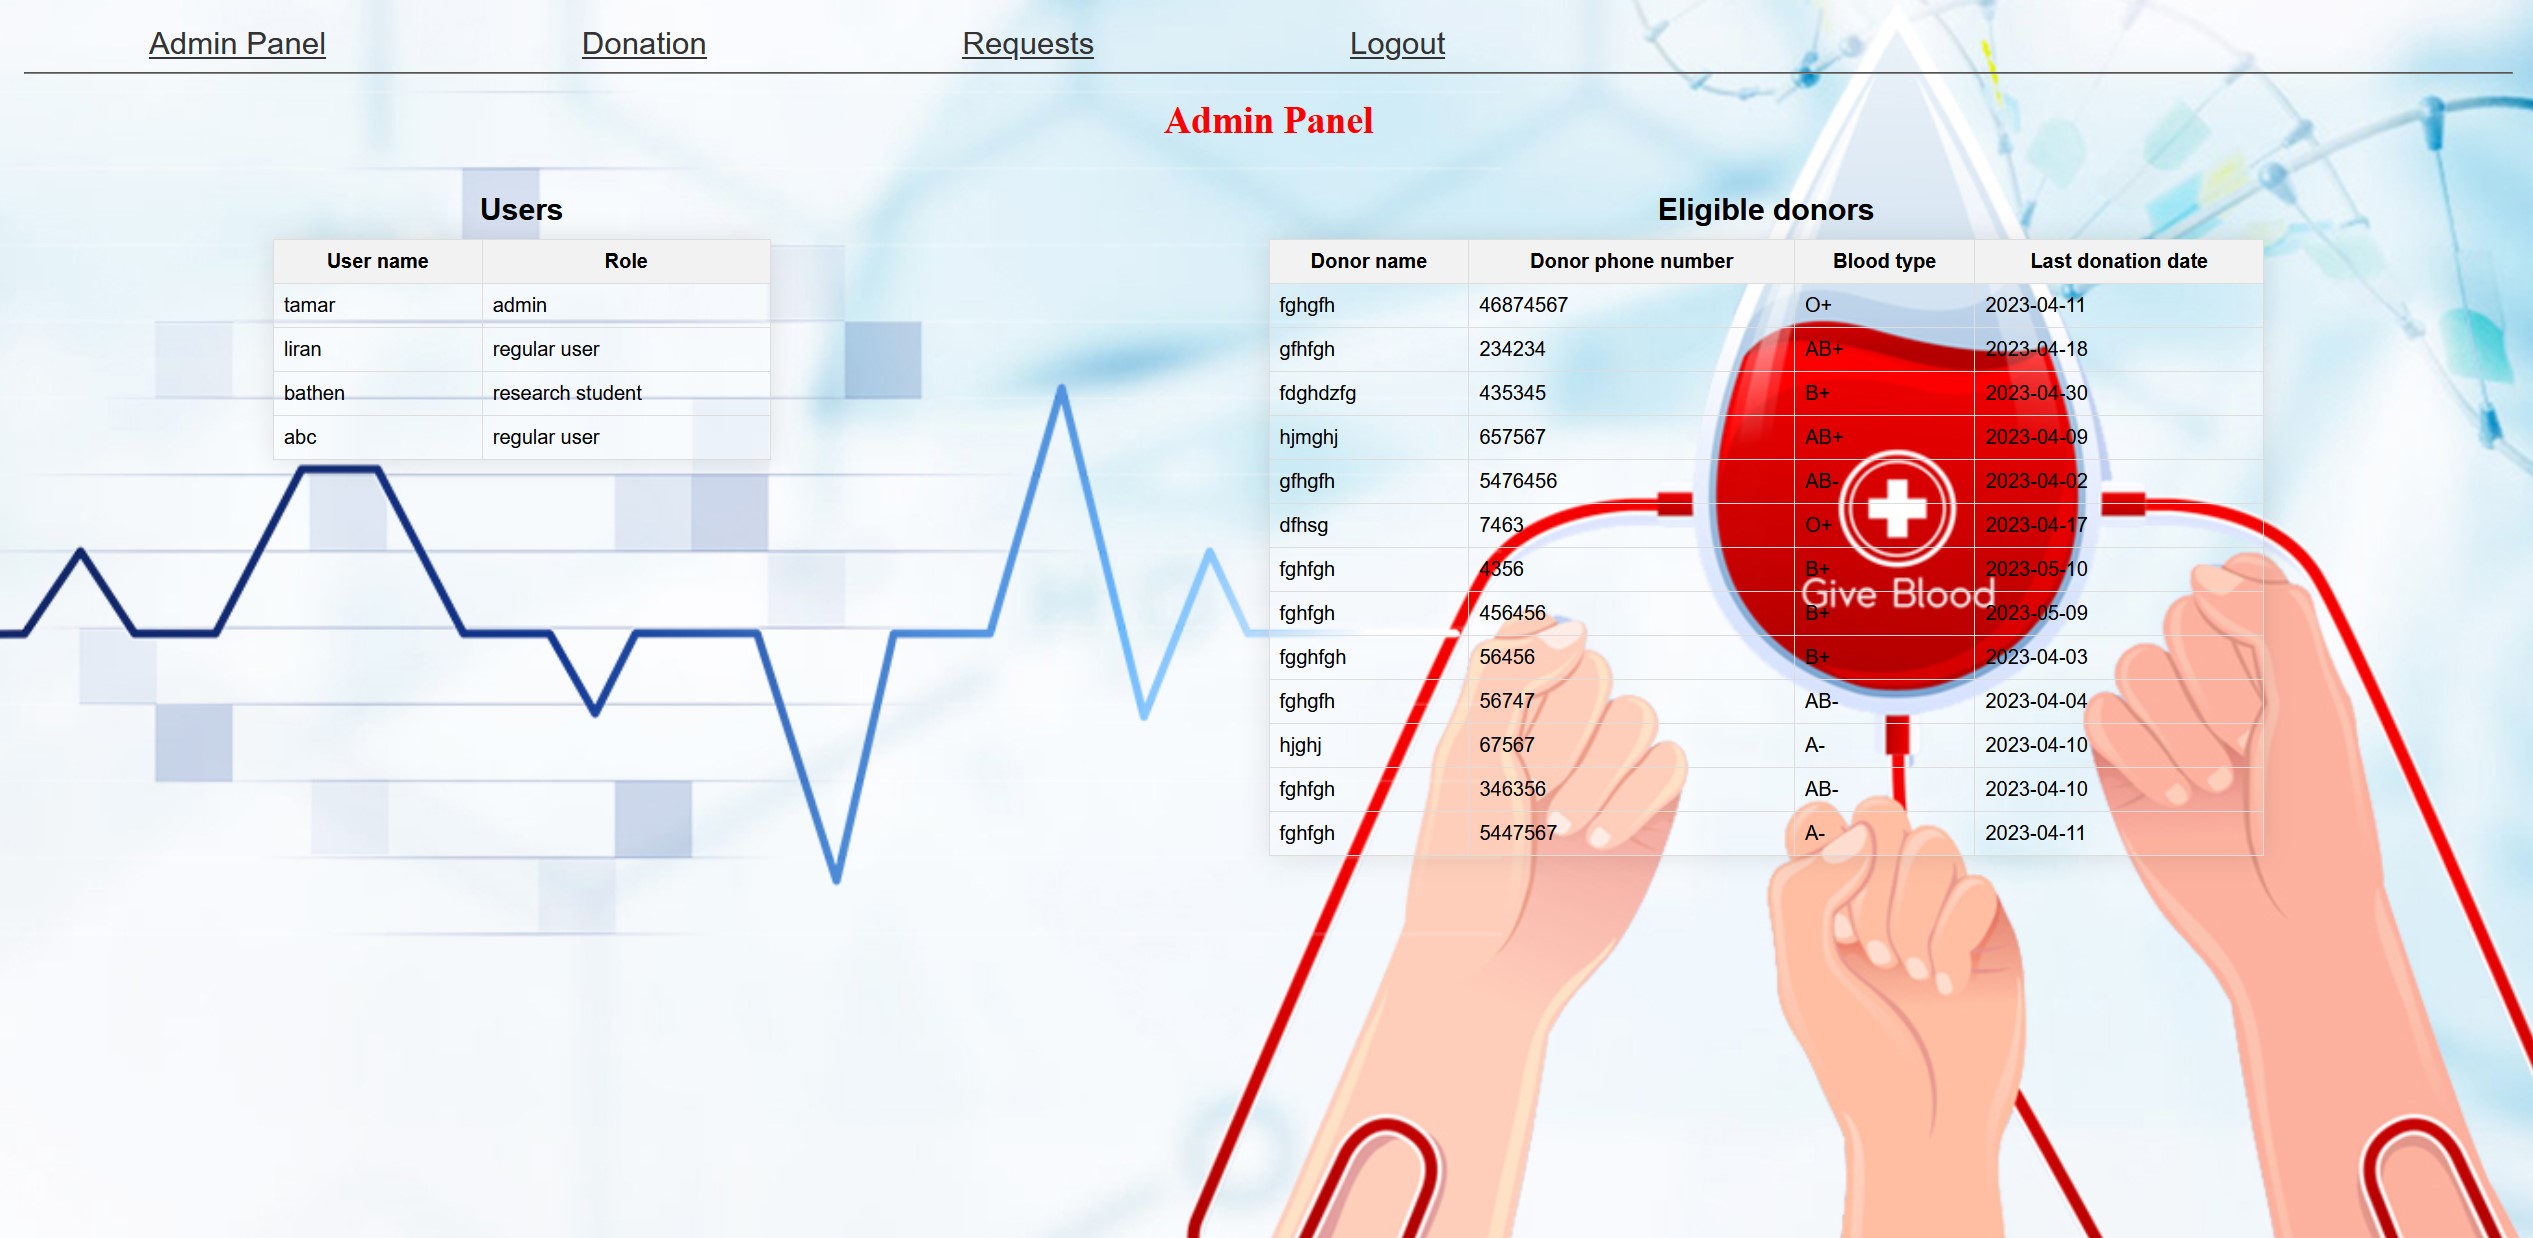 Admin Panel Donation Requests Logout
Admin Panel
Users
User name Role
tamar admin
liran regular user
bathen research student
abc regular user
Eligible donors
Donor name Donor phone number Blood type Last donation date
fghgfh 46874567 O+ 2023-04-11
gfhfgh 234234 AB+ 2023-04-18
fdghdzfg 435345 B+ 2023-04-30
hjmghj 657567 AB+ 2023-04-09
gfhgfh 5476456 AB- 2023-04-02
dfhsg 7463 O+ 2023-04-17
fghfgh 4356 B+ 2023-05-10
Give Blood
fghfgh 456456 B+ 2023-05-09
fgghfgh 56456 B+ 2023-04-03
fghgfh 56747 AB- 2023-04-04
hjghj 67567 A- 2023-04-10
fghfgh 346356 AB- 2023-04-10
fghfgh 5447567 A- 2023-04-11